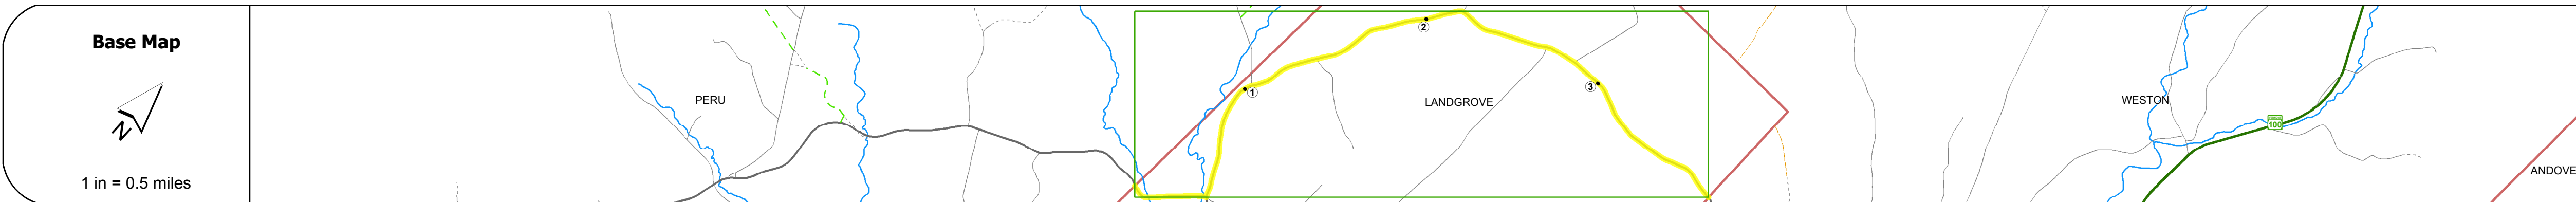 Base Map
N
1 in = 0.5 miles
PERU
1
2
LANDGROVE
3
WESTON
100
ANDOVE